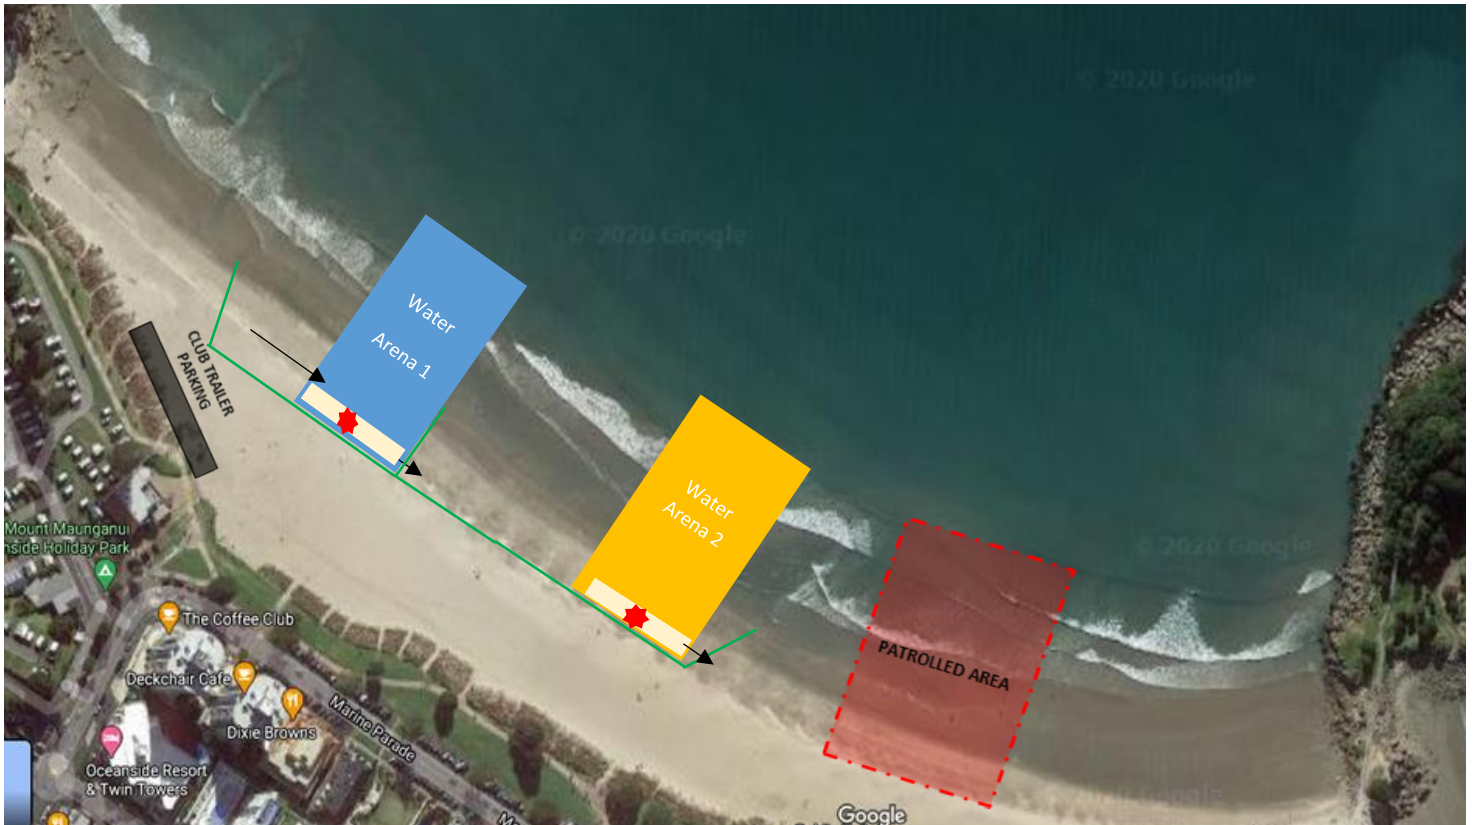 © 2020 Google
© 2020 Google
Water
Arena 1
CLUB TRAILER
PARKING
Water
Arena 2
Mount Maunganui
nside Holiday Park
© 2020 Google
The Coffee Club
PATROLLED AREA
Deckchair Cafe
Marine Parade
Dixie Browns
Oceanside Resort
& Twin Towers
Google
Google